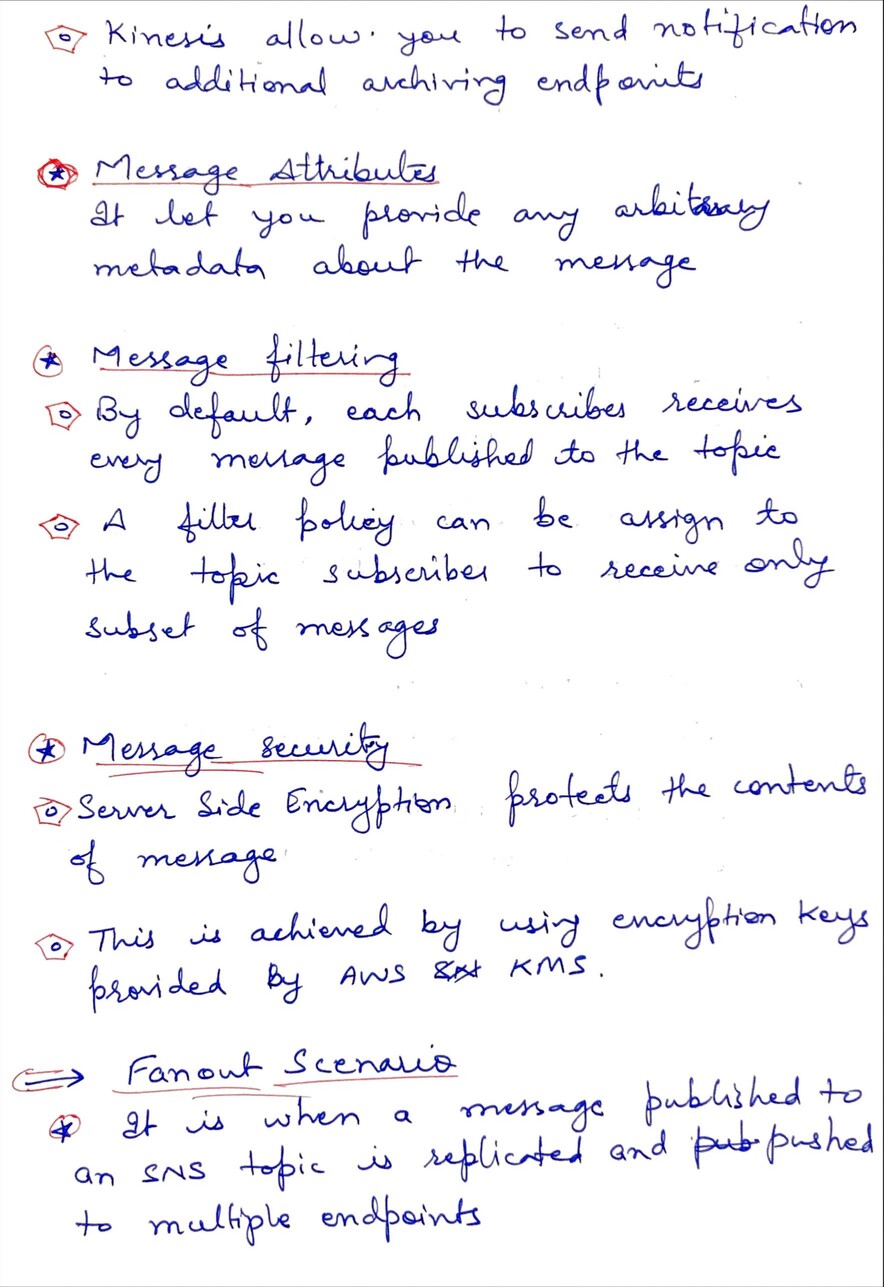 Kinesis allow you to send notification
to additional archiving endpoints
Message Attributes
It let you provide any arbitrary
metadata about the message
Message filtering
By default, each subscribes receives
every message published to the topic
A filter policy can be assign to
the topic subscriber to receive only
subset of messages
Message security
Server Side Encryption protects the contents
of message
This is achieved by using encryption keys
provided by AWS KMS.
Fanout Scenario
It is when a message published to
an SNS topic is replicated and pub pushed
to multiple endpoints